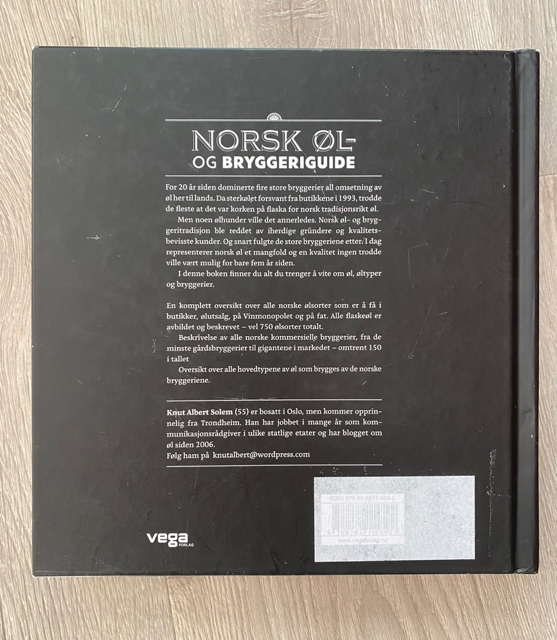 NORSK ØL-
OG BRYGGERIGUIDE
For 20 år siden dominerte fire store bryggerier all omsetning av
øl her til lands. Da sterkølet forsvant fra butikkene i 1993, trodde
de fleste at det var korken på flaska for norsk tradisjonsrikt øl.
Men noen ølhunder ville det annerledes. Norsk øl- og bryg-
geritradisjon ble reddet av iherdige gründere og kvalitets-
bevisste kunder. Og snart fulgte de store bryggeriene etter. I dag
representerer norsk øl et mangfold og en kvalitet ingen trodde
ville vært mulig for bare fem år siden.
I denne boken finner du alt du trenger å vite om øl, øltyper
og bryggerier.
En komplett oversikt over alle norske ølsorter som er å få i
butikker, ølutsalg, på Vinmonopolet og på fat. Alle flaskeøl er
avbildet og beskrevet – vel 750 ølsorter totalt.
Beskrivelse av alle norske kommersielle bryggerier, fra de
minste gårdsbryggerier til gigantene i markedet – omtrent 150
i tallet
Oversikt over alle hovedtypene av øl som brygges av de norske
bryggeriene.
Knut Albert Solem (55) er bosatt i Oslo, men kommer opprin-
nelig fra Trondheim. Han har jobbet i mange år som kom-
munikasjonsrådgiver i ulike statlige etater og har blogget om
øl siden 2006.
Følg ham på knutalbert@wordpress.com
vega
FORLAG